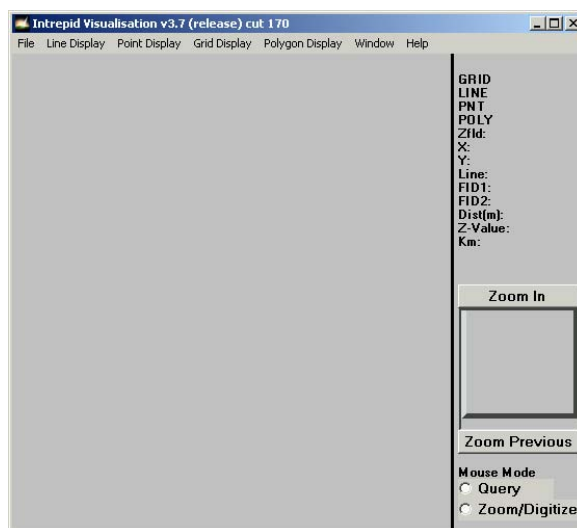 Intrepid Visualisation v3.7 (release) cut 170
File Line Display Point Display Grid Display Polygon Display Window Help
GRID
LINE
PNT
POLY
Zfld:
X:
Y:
Line:
FID1:
FID2:
Dist(m):
Z-Value:
Km:
Zoom In
Zoom Previous
Mouse Mode
Query
Zoom/Digitize